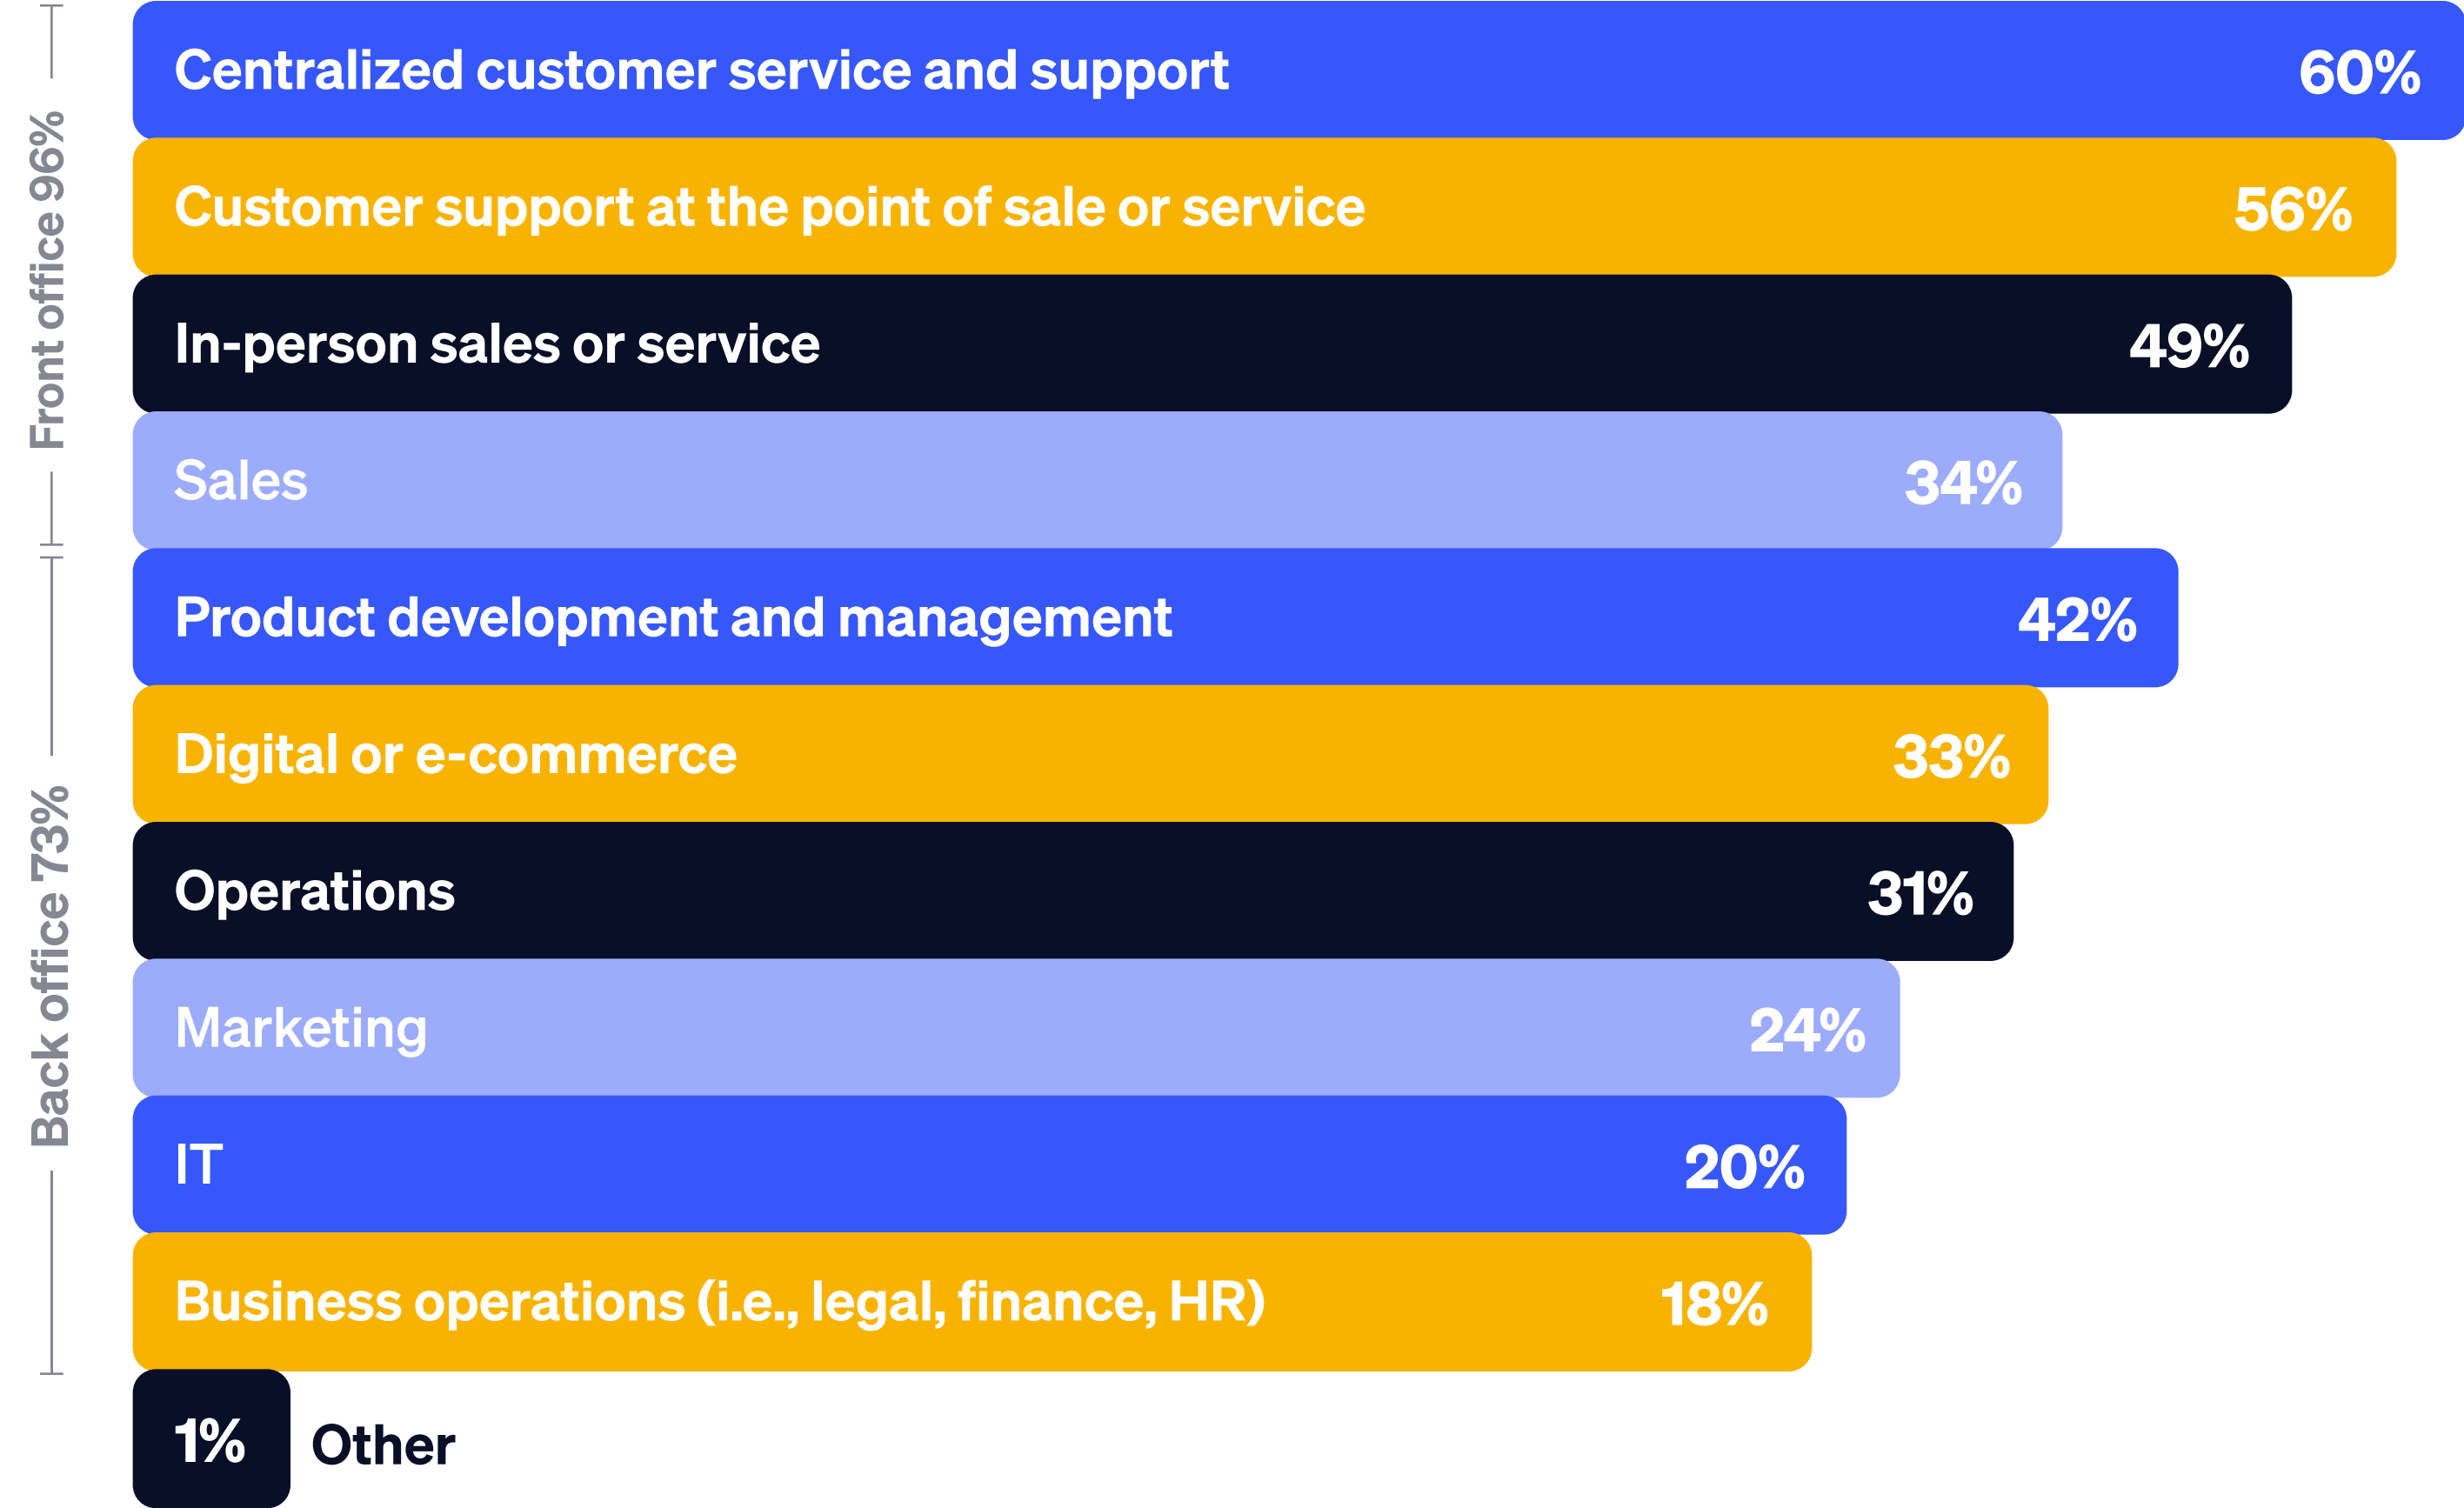 Front office 96%
Centralized customer service and support 60%
Customer support at the point of sale or service 56%
In-person sales or service 49%
Sales 34%
Back office 73%
Product development and management 42%
Digital or e-commerce 33%
Operations 31%
Marketing 24%
IT 20%
Business operations (i.e., legal, finance, HR) 18%
1% Other